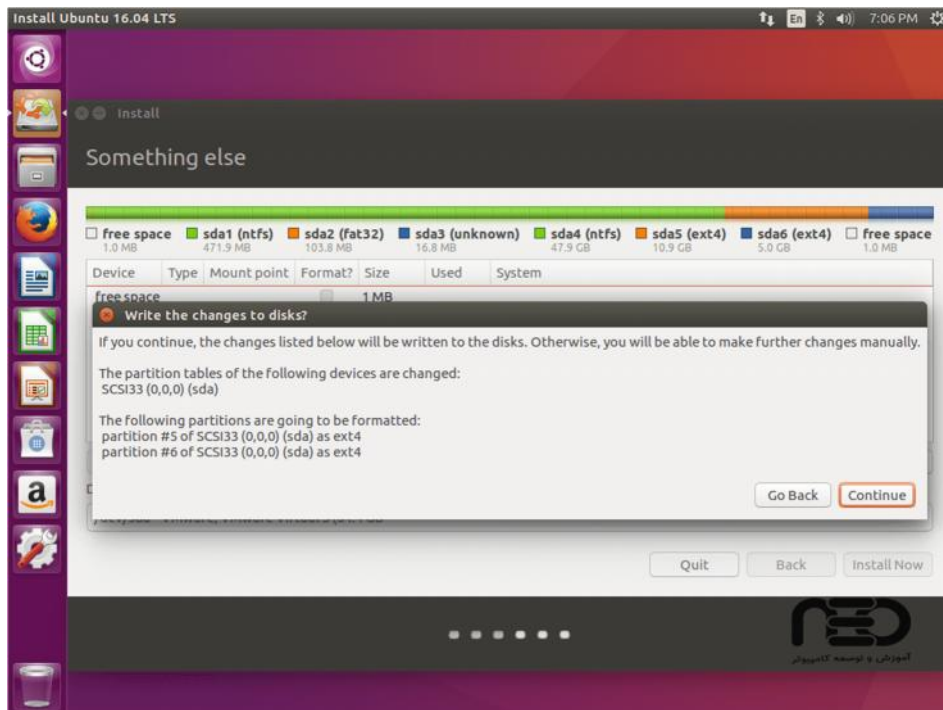 Install Ubuntu 16.04 LTS
En
7:06 PM
Install
Something else
free space sda1 (ntfs) sda2 (fat32) sda3 (unknown) sda4 (ntfs) sda5 (ext4) sda6 (ext4) free space
1.0 MB 471.9 MB 103.8 MB 16.8 MB 47.9 GB 10.9 GB 5.0 GB 1.0 MB
Device Type Mount point Format? Size Used System
free space 1 MB
Write the changes to disks?
If you continue, the changes listed below will be written to the disks. Otherwise, you will be able to make further changes manually.
The partition tables of the following devices are changed:
SCSI33 (0,0,0) (sda)
The following partitions are going to be formatted:
partition #5 of SCSI33 (0,0,0) (sda) as ext4
partition #6 of SCSI33 (0,0,0) (sda) as ext4
Go Back Continue
Quit Back Install Now
a
آموزش و توسعه کامپیوتر